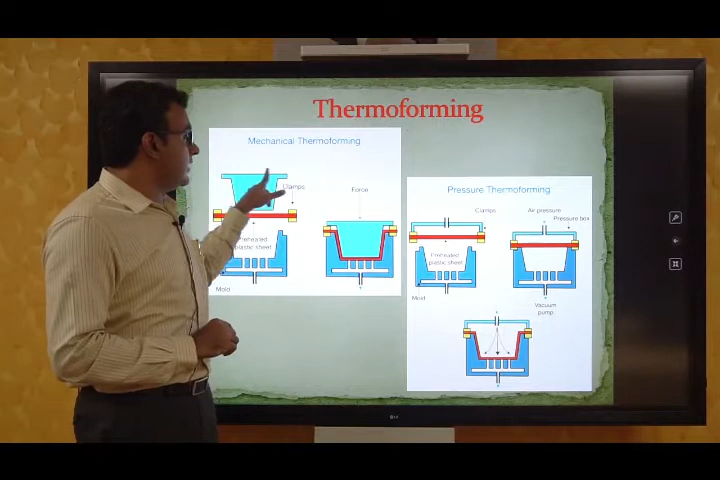 Thermoforming
Mechanical Thermoforming
Clamps
Force
Preheated
plastic sheet
Mold
Pressure Thermoforming
Clamps
Air pressure
Pressure box
Preheated
plastic sheet
Mold
Vacuum
pump
LG